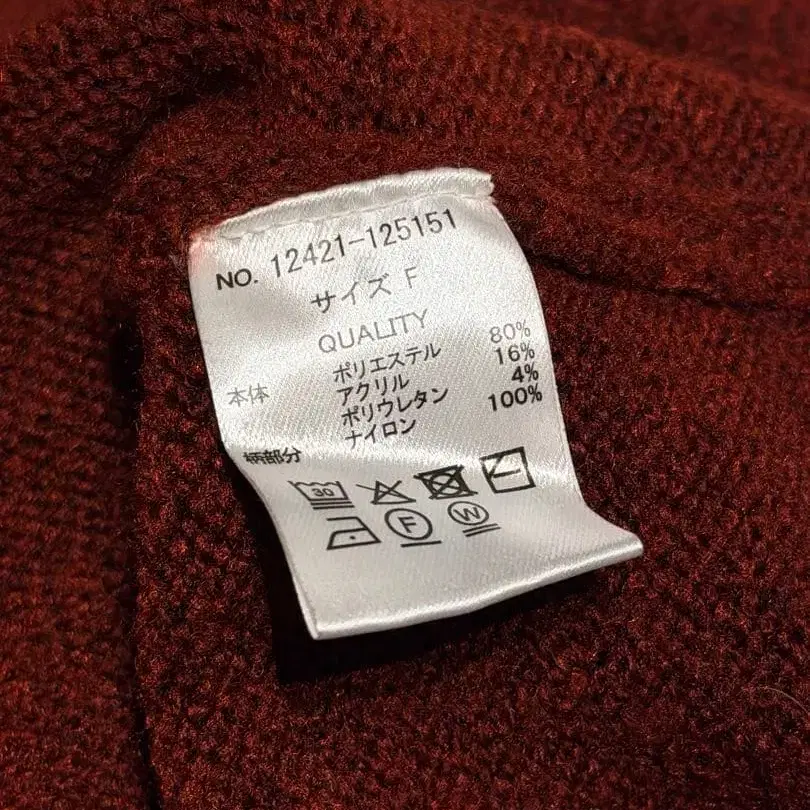 NO. 12421-125151
サイズ F
QUALITY
本体 ポリエステル 80%
アクリル 16%
ポリウレタン 4%
柄部分 ナイロン 100%
30
F W